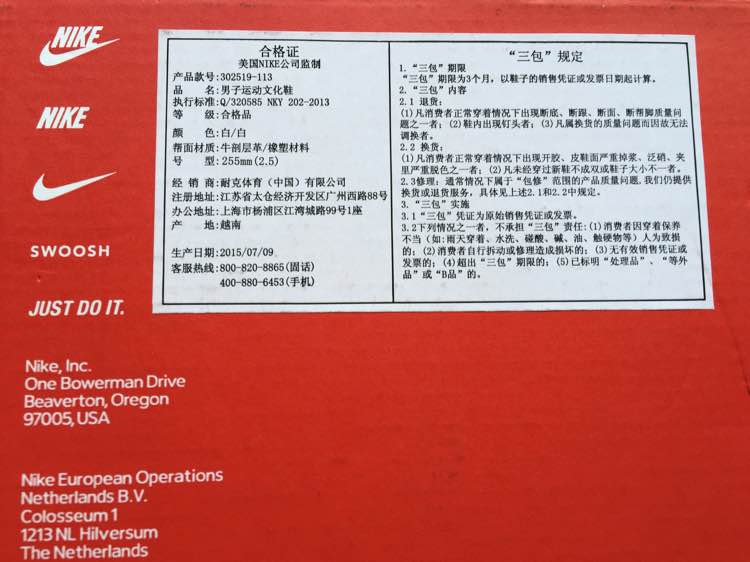 NIKE
NIKE
SWOOSH
JUST DO IT.
Nike, Inc.
One Bowerman Drive
Beaverton, Oregon
97005, USA
Nike European Operations
Netherlands B.V.
Colosseum 1
1213 NL Hilversum
The Netherlands
合格证
美国NIKE公司监制
产品款号:302519-113
品 名:男子运动文化鞋
执行标准:Q/320585 NKY 202-2013
等 级:合格品
颜 色:白/白
帮面材质:牛剖层革/橡塑材料
号 型:255mm(2.5)
经 销 商:耐克体育（中国）有限公司
注册地址:江苏省太仓经济开发区广州西路88号
办公地址:上海市杨浦区江湾城路99号1座
产 地:越南
生产日期:2015/07/09
客服热线:800-820-8865(固话)
400-880-6453(手机)
“三包”规定
1. “三包”期限
“三包”期限为3个月，以鞋子的销售凭证或发票日期起计算。
2. “三包”内容
2.1 退货:
(1)凡消费者正常穿着情况下出现断底、断跟、断面、断帮脚质量问
题之一者; (2)鞋内出现钉头者; (3)凡属换货的质量问题而因故无法
调换者。
2.2 换货:
(1)凡消费者正常穿着情况下出现开胶、皮鞋面严重掉浆、泛硝、夹
里严重脱色之一者; (2)凡未经穿过新鞋不成双或鞋子大小不一者。
2.3修理: 通常情况下属于“包修”范围的产品质量问题,我们仍提供
换货或退货服务，具体见上述2.1和2.2中规定。
3. “三包”实施
3.1“三包”凭证为原始销售凭证或发票。
3.2下列情况之一者，不承担“三包”责任:(1)消费者因穿着保养
不当（如:雨天穿着、水洗、碰酸、碱、油、触硬物等）人为致损
的; (2)消费者自行拆动或修理造成损坏的; (3)无有效销售凭证或
发票的; (4)超出“三包”期限的; (5)已标明“处理品”、“等外
品”或“B品”的。